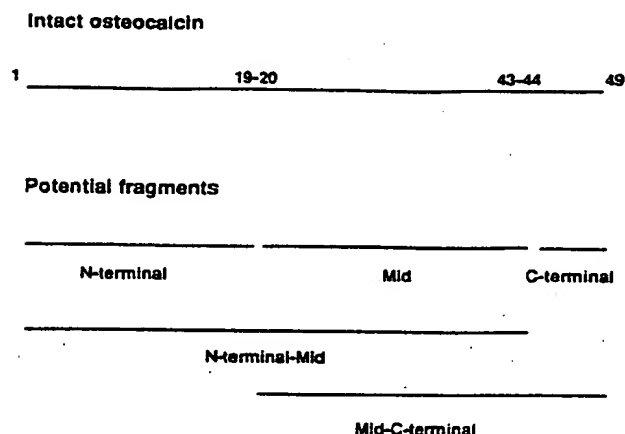 Intact osteocalcin
1 19-20 43-44 49
Potential fragments
N-terminal Mid C-terminal
N-terminal-Mid
Mid-C-terminal